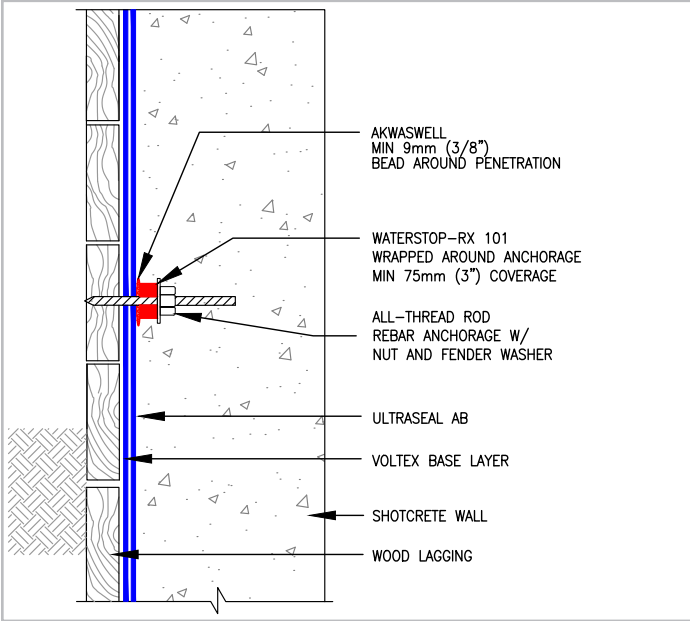 AKWASWELL
MIN 9mm (3/8")
BEAD AROUND PENETRATION
WATERSTOP-RX 101
WRAPPED AROUND ANCHORAGE
MIN 75mm (3") COVERAGE
ALL-THREAD ROD
REBAR ANCHORAGE W/
NUT AND FENDER WASHER
ULTRASEAL AB
VOLTEX BASE LAYER
SHOTCRETE WALL
WOOD LAGGING